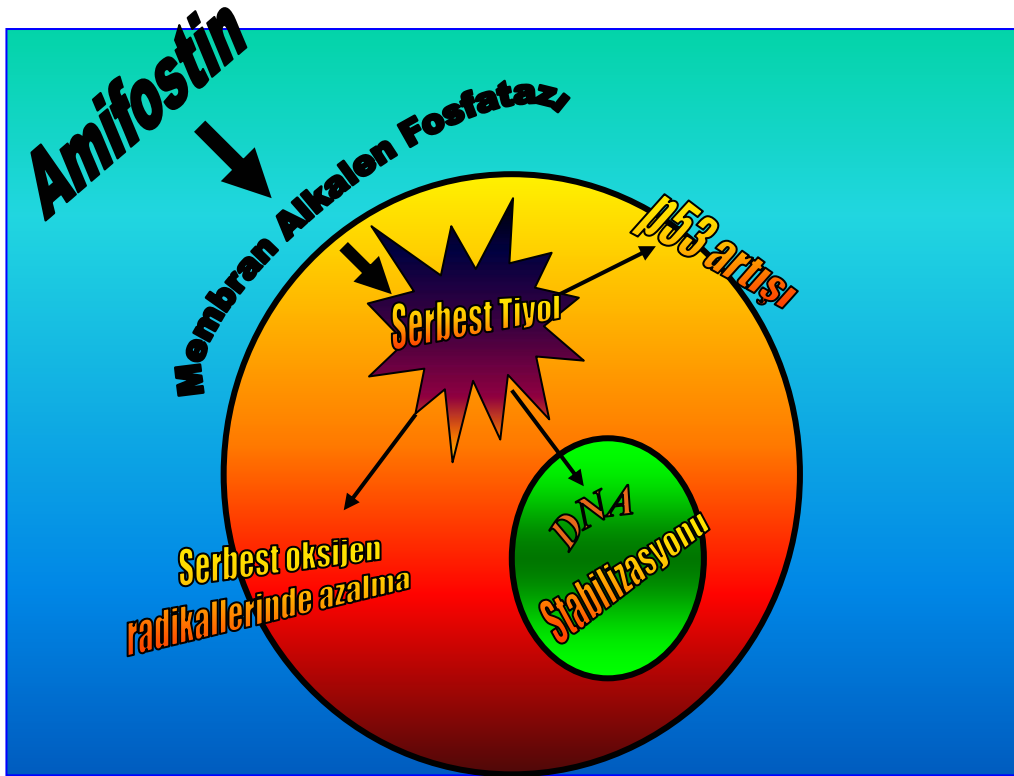 Amifostin
Membran Alkalen Fosfatazı
Serbest Tiyol
p53 artışı
Serbest oksijen
radikallerinde azalma
DNA
Stabilizasyonu